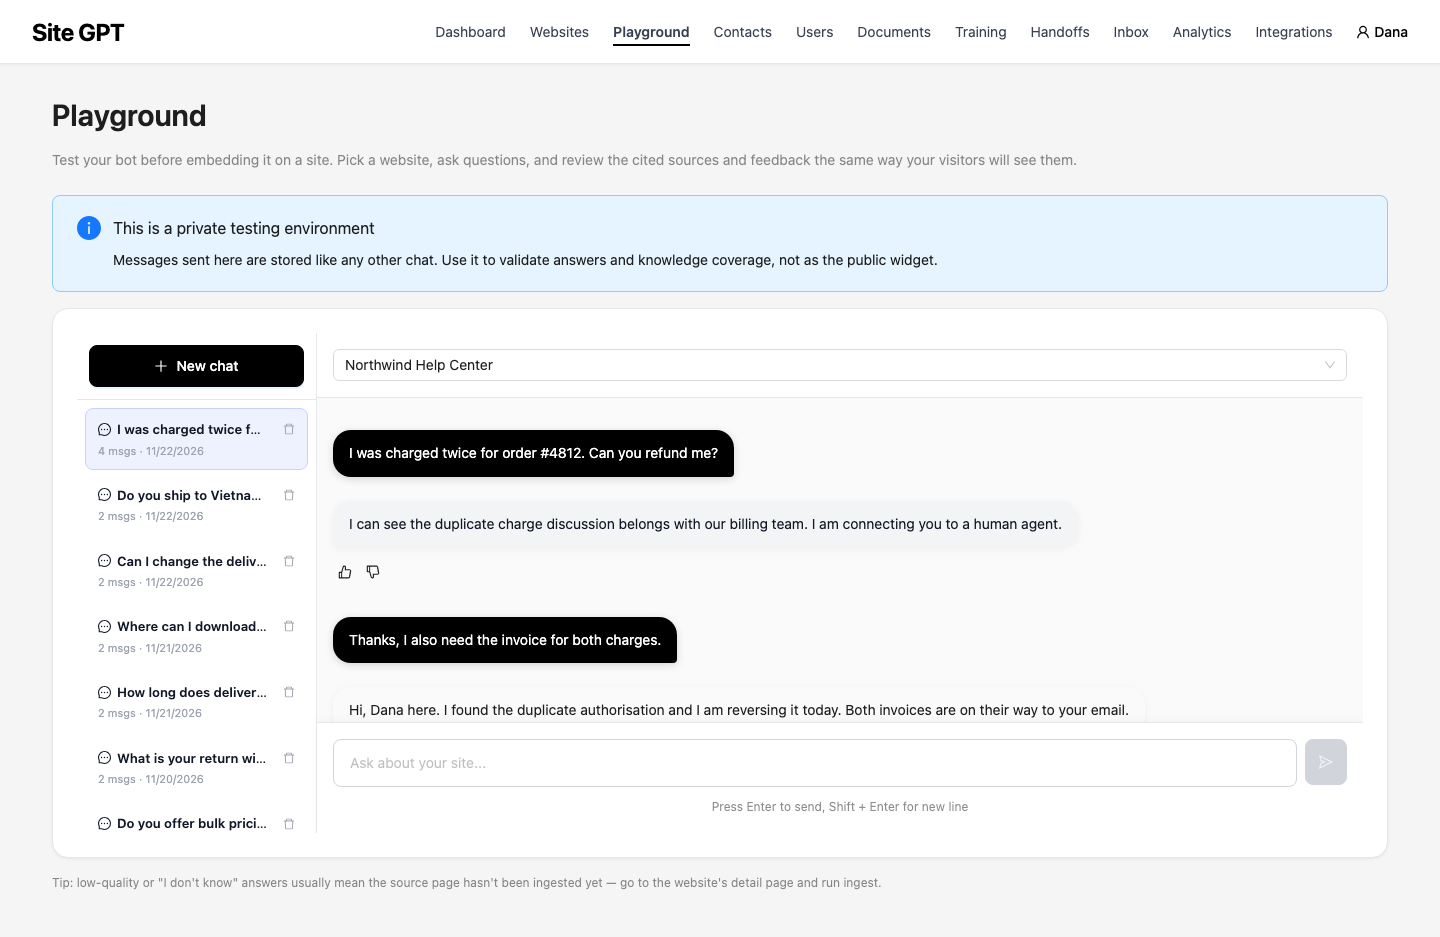 Site GPT
Dashboard
Websites
Playground
Contacts
Users
Documents
Training
Handoffs
Inbox
Analytics
Integrations
Dana
Playground
Test your bot before embedding it on a site. Pick a website, ask questions, and review the cited sources and feedback the same way your visitors will see them.
This is a private testing environment
Messages sent here are stored like any other chat. Use it to validate answers and knowledge coverage, not as the public widget.
New chat
I was charged twice f...
4 msgs · 11/22/2026
Do you ship to Vietna...
2 msgs · 11/22/2026
Can I change the deliv...
2 msgs · 11/22/2026
Where can I download...
2 msgs · 11/21/2026
How long does deliver...
2 msgs · 11/21/2026
What is your return wi...
2 msgs · 11/20/2026
Do you offer bulk prici...
Northwind Help Center
I was charged twice for order #4812. Can you refund me?
I can see the duplicate charge discussion belongs with our billing team. I am connecting you to a human agent.
Thanks, I also need the invoice for both charges.
Hi, Dana here. I found the duplicate authorisation and I am reversing it today. Both invoices are on their way to your email.
Ask about your site...
Press Enter to send, Shift + Enter for new line
Tip: low-quality or "I don't know" answers usually mean the source page hasn't been ingested yet — go to the website's detail page and run ingest.